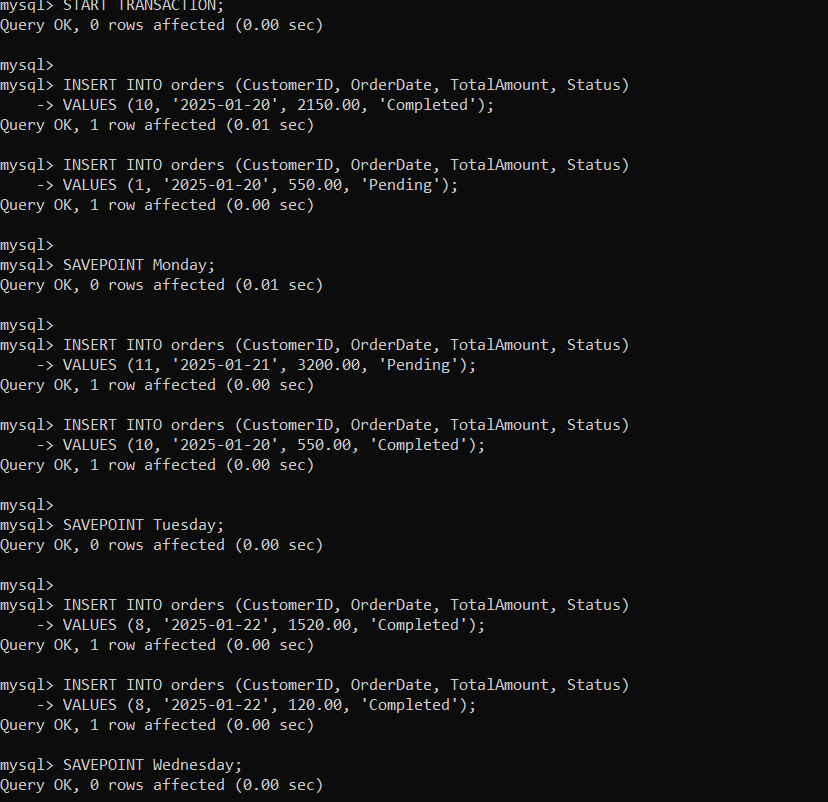 mysql> START TRANSACTION;
Query OK, 0 rows affected (0.00 sec)
mysql>
mysql> INSERT INTO orders (CustomerID, OrderDate, TotalAmount, Status)
    -> VALUES (10, '2025-01-20', 2150.00, 'Completed');
Query OK, 1 row affected (0.01 sec)
mysql> INSERT INTO orders (CustomerID, OrderDate, TotalAmount, Status)
    -> VALUES (1, '2025-01-20', 550.00, 'Pending');
Query OK, 1 row affected (0.00 sec)
mysql>
mysql> SAVEPOINT Monday;
Query OK, 0 rows affected (0.01 sec)
mysql>
mysql> INSERT INTO orders (CustomerID, OrderDate, TotalAmount, Status)
    -> VALUES (11, '2025-01-21', 3200.00, 'Pending');
Query OK, 1 row affected (0.00 sec)
mysql> INSERT INTO orders (CustomerID, OrderDate, TotalAmount, Status)
    -> VALUES (10, '2025-01-20', 550.00, 'Completed');
Query OK, 1 row affected (0.00 sec)
mysql>
mysql> SAVEPOINT Tuesday;
Query OK, 0 rows affected (0.00 sec)
mysql>
mysql> INSERT INTO orders (CustomerID, OrderDate, TotalAmount, Status)
    -> VALUES (8, '2025-01-22', 1520.00, 'Completed');
Query OK, 1 row affected (0.00 sec)
mysql> INSERT INTO orders (CustomerID, OrderDate, TotalAmount, Status)
    -> VALUES (8, '2025-01-22', 120.00, 'Completed');
Query OK, 1 row affected (0.00 sec)
mysql> SAVEPOINT Wednesday;
Query OK, 0 rows affected (0.00 sec)